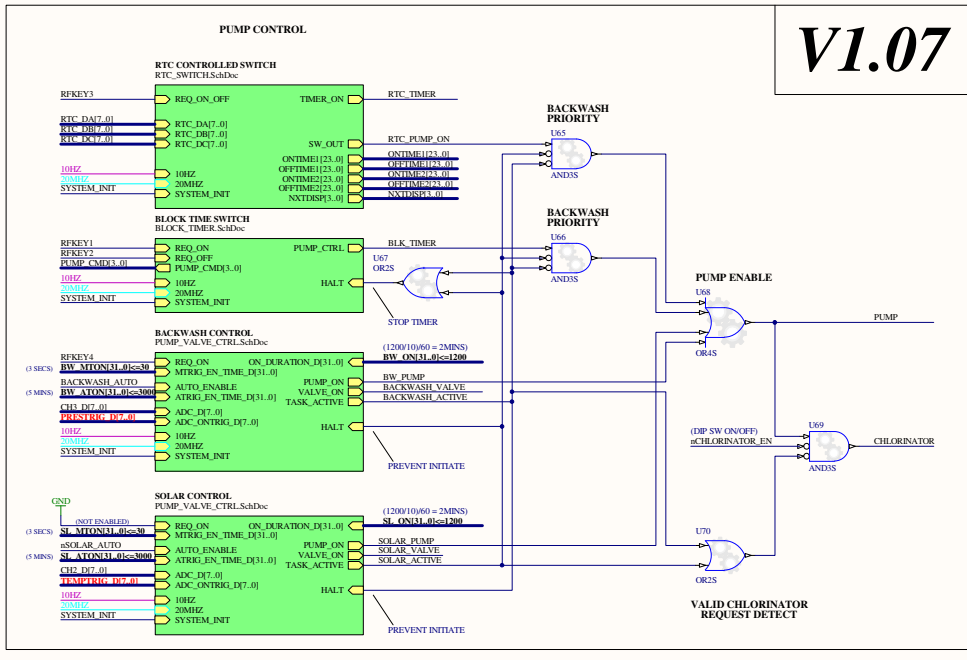 PUMP CONTROL
V1.07
RTC CONTROLLED SWITCH
RTC_SWITCH.SchDoc
RFKEY3
REQ_ON_OFF
TIMER_ON
RTC_TIMER
RTC_DA[7..0]
RTC_DB[7..0]
RTC_DC[7..0]
RTC_DA[7..0]
RTC_DB[7..0]
RTC_DC[7..0]
SW_OUT
RTC_PUMP_ON
ONTIME1[23..0]
OFFTIME1[23..0]
ONTIME2[23..0]
OFFTIME2[23..0]
NXTDISP[3..0]
ONTIME1[23..0]
OFFTIME1[23..0]
ONTIME2[23..0]
OFFTIME2[23..0]
NXTDISP[3..0]
10HZ
20MHZ
SYSTEM_INIT
10HZ
20MHZ
SYSTEM_INIT
BACKWASH
PRIORITY
U65
AND3S
BLOCK TIME SWITCH
BLOCK_TIMER.SchDoc
RFKEY1
RFKEY2
PUMP_CMD[3..0]
REQ_ON
REQ_OFF
PUMP_CMD[3..0]
PUMP_CTRL
BLK_TIMER
10HZ
20MHZ
SYSTEM_INIT
10HZ
20MHZ
SYSTEM_INIT
HALT
U67
OR2S
STOP TIMER
BACKWASH
PRIORITY
U66
AND3S
PUMP ENABLE
U68
OR4S
PUMP
BACKWASH CONTROL
PUMP_VALVE_CTRL.SchDoc
(1200/10)/60 = 2MINS)
RFKEY4
REQ_ON
ON_DURATION_D[31..0]
BW_ON[31..0]<=1200
(3 SECS)
BW_MTON[31..0]<=30
MTRIG_EN_TIME_D[31..0]
BACKWASH_AUTO
AUTO_ENABLE
PUMP_ON
BW_PUMP
(5 MINS)
BW_ATON[31..0]<=3000
ATRIG_EN_TIME_D[31..0]
VALVE_ON
BACKWASH_VALVE
TASK_ACTIVE
BACKWASH_ACTIVE
CH3_D[7..0]
ADC_D[7..0]
PRESTRIG_D[7..0]
ADC_ONTRIG_D[7..0]
10HZ
20MHZ
SYSTEM_INIT
10HZ
20MHZ
SYSTEM_INIT
HALT
PREVENT INITIATE
(DIP SW ON/OFF)
nCHLORINATOR_EN
U69
AND3S
CHLORINATOR
SOLAR CONTROL
PUMP_VALVE_CTRL.SchDoc
(1200/10)/60 = 2MINS)
GND
(NOT ENABLED)
REQ_ON
ON_DURATION_D[31..0]
SL_ON[31..0]<=1200
(3 SECS)
SL_MTON[31..0]<=30
MTRIG_EN_TIME_D[31..0]
nSOLAR_AUTO
AUTO_ENABLE
PUMP_ON
SOLAR_PUMP
(5 MINS)
SL_ATON[31..0]<=3000
ATRIG_EN_TIME_D[31..0]
VALVE_ON
SOLAR_VALVE
TASK_ACTIVE
SOLAR_ACTIVE
CH2_D[7..0]
ADC_D[7..0]
TEMPTRIG_D[7..0]
ADC_ONTRIG_D[7..0]
10HZ
20MHZ
SYSTEM_INIT
10HZ
20MHZ
SYSTEM_INIT
HALT
PREVENT INITIATE
U70
OR2S
VALID CHLORINATOR
REQUEST DETECT